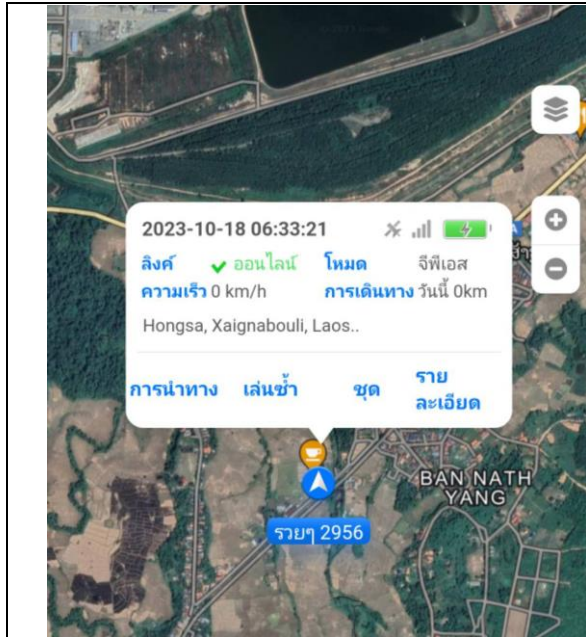 2023-10-18 06:33:21
ลิงค์ ออนไลน์ โหมด จีพีเอส
ความเร็ว 0 km/h การเดินทาง วันนี้ 0km
Hongsa, Xaignabouli, Laos..
การนำทาง เล่นซ้ำ ชุด ราย
ละเอียด
BAN NATH
YANG
รวยๆ 2956